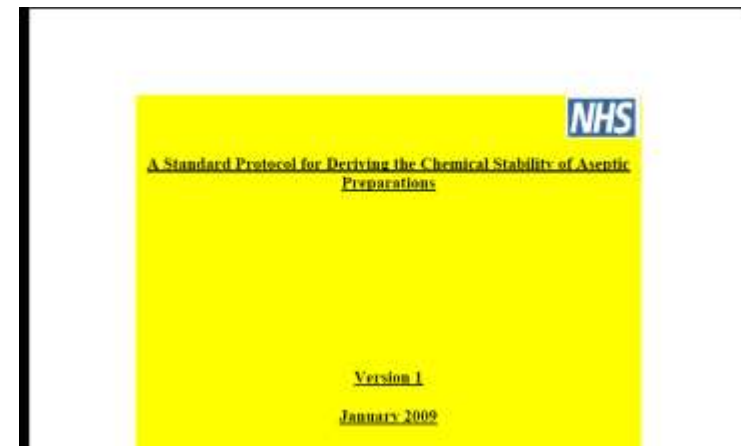 NHS
A Standard Protocol for Deriving the Chemical Stability of Aseptic
Preparations
Version 1
January 2009